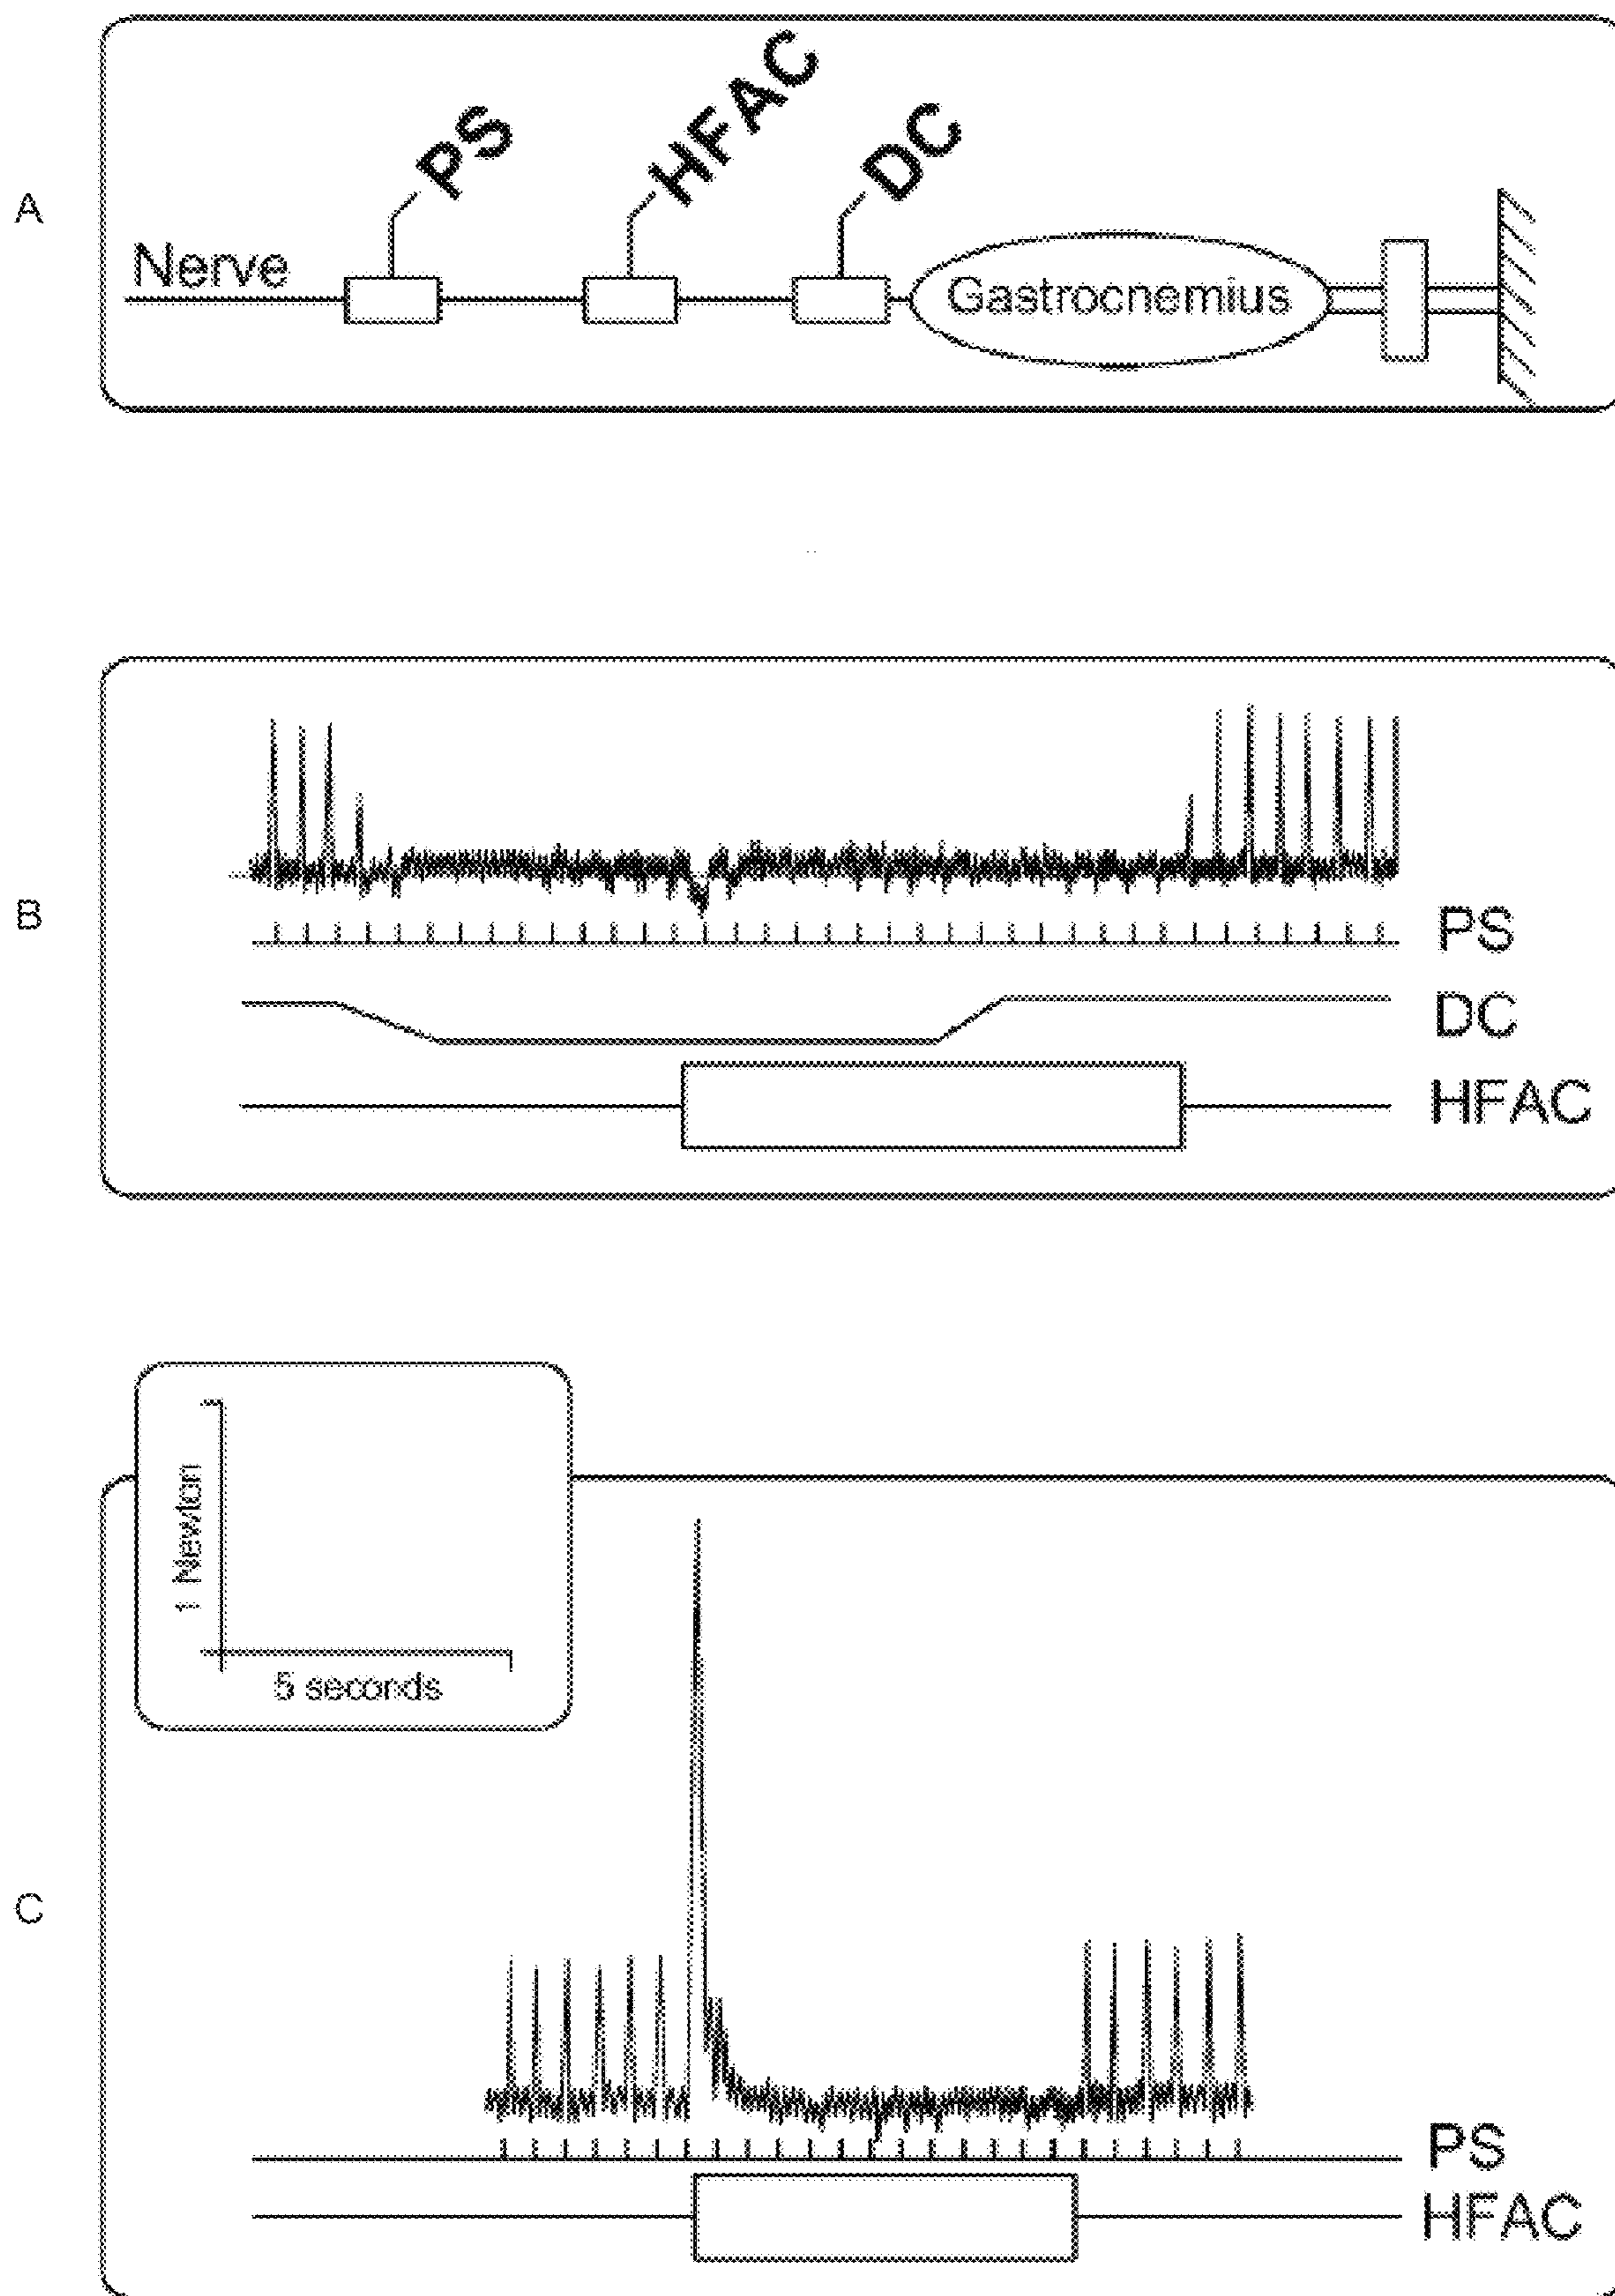 A
PS
HFAC
DC
Nerve
Gastrocnemius
B
PS
DC
HFAC
1 Newton
5 seconds
C
PS
HFAC